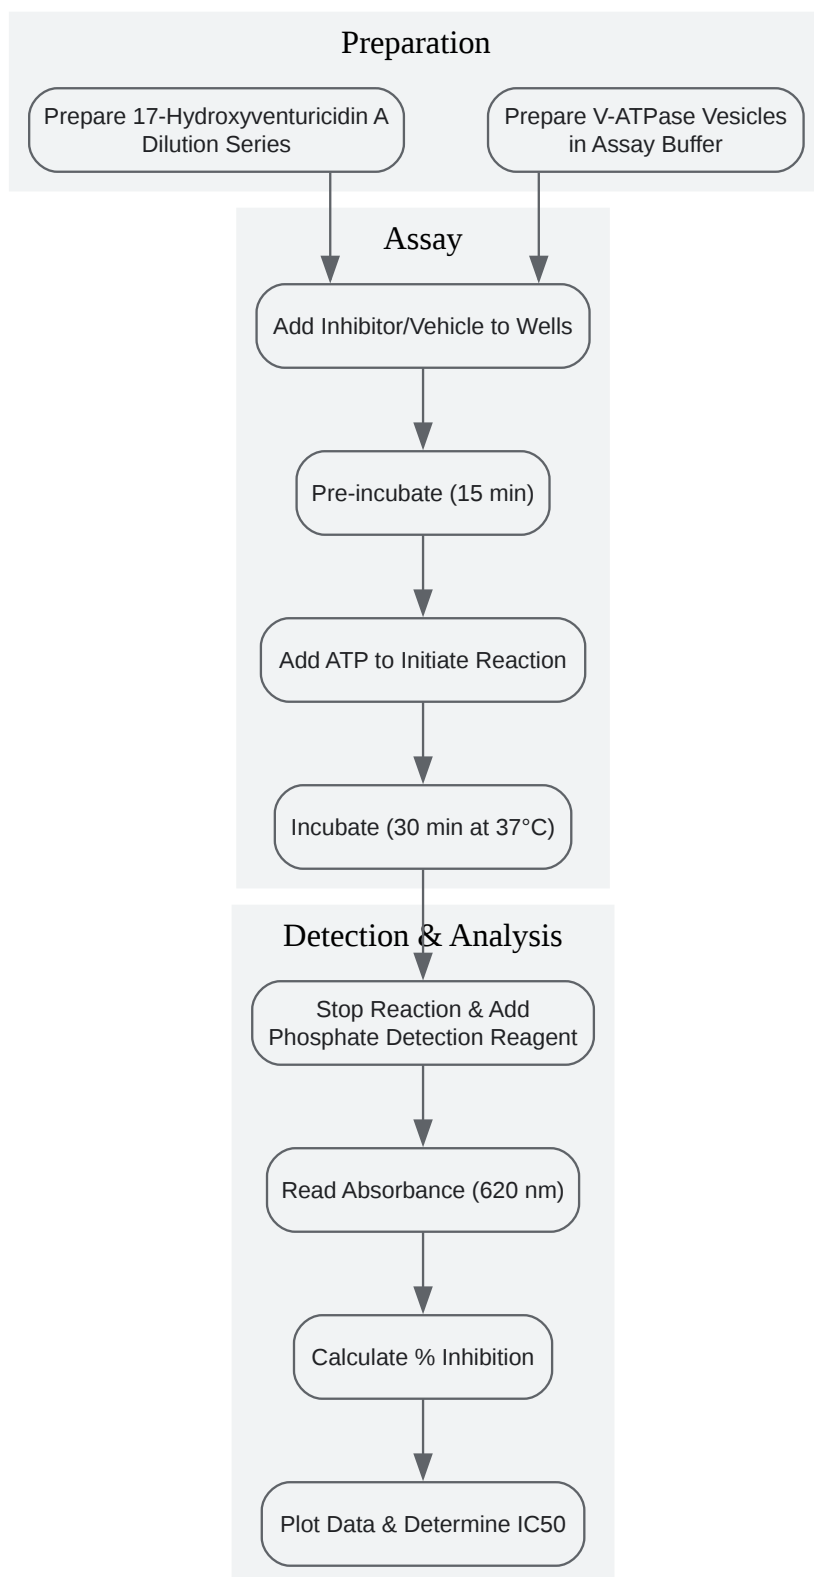 Preparation
Prepare 17-Hydroxyventuricidin A
Dilution Series
Prepare V-ATPase Vesicles
in Assay Buffer
Assay
Add Inhibitor/Vehicle to Wells
Pre-incubate (15 min)
Add ATP to Initiate Reaction
Incubate (30 min at 37°C)
Detection & Analysis
Stop Reaction & Add
Phosphate Detection Reagent
Read Absorbance (620 nm)
Calculate % Inhibition
Plot Data & Determine IC50